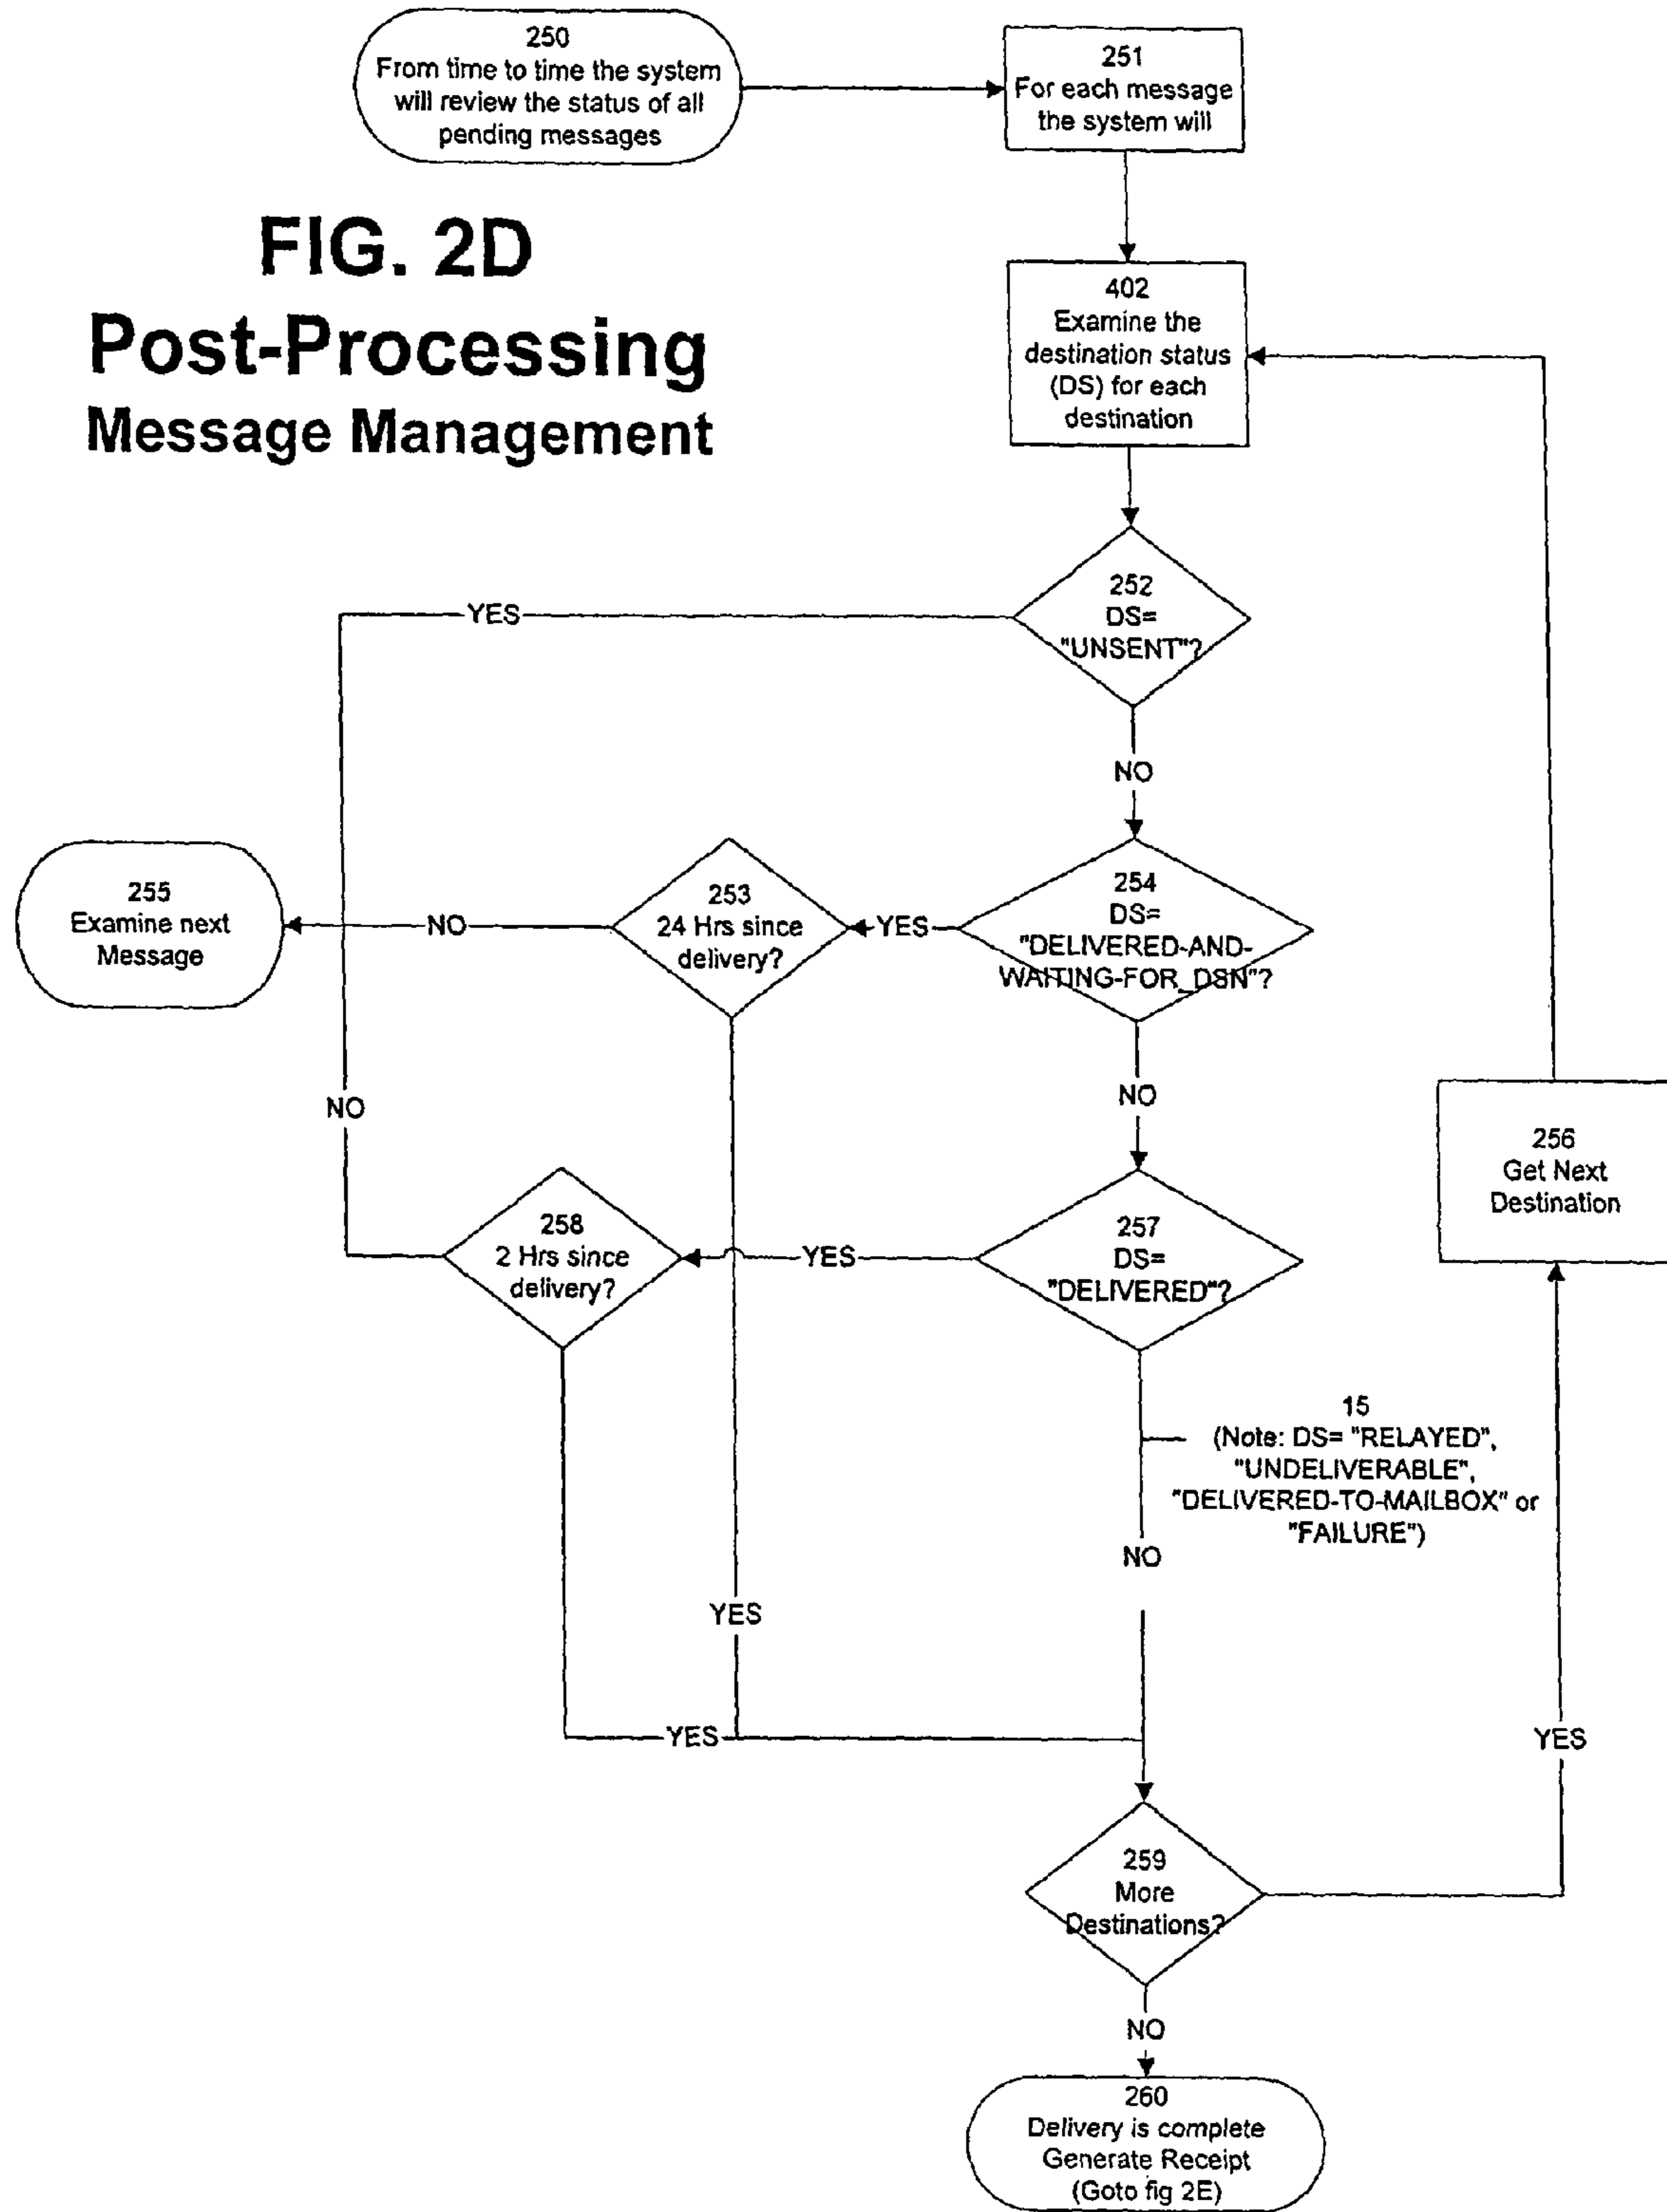 250
From time to time the system
will review the status of all
pending messages
251
For each message
the system will
FIG. 2D
Post-Processing
Message Management
402
Examine the
destination status
(DS) for each
destination
252
DS=
"UNSENT"?
YES
NO
254
DS=
"DELIVERED-AND-
WAITING-FOR_DSN"?
YES
253
24 Hrs since
delivery?
NO
255
Examine next
Message
NO
NO
256
Get Next
Destination
257
DS=
"DELIVERED"?
YES
258
2 Hrs since
delivery?
15
(Note: DS= "RELAYED",
"UNDELIVERABLE",
"DELIVERED-TO-MAILBOX" or
"FAILURE")
NO
YES
YES
YES
259
More
Destinations?
NO
260
Delivery is complete
Generate Receipt
(Goto fig 2E)